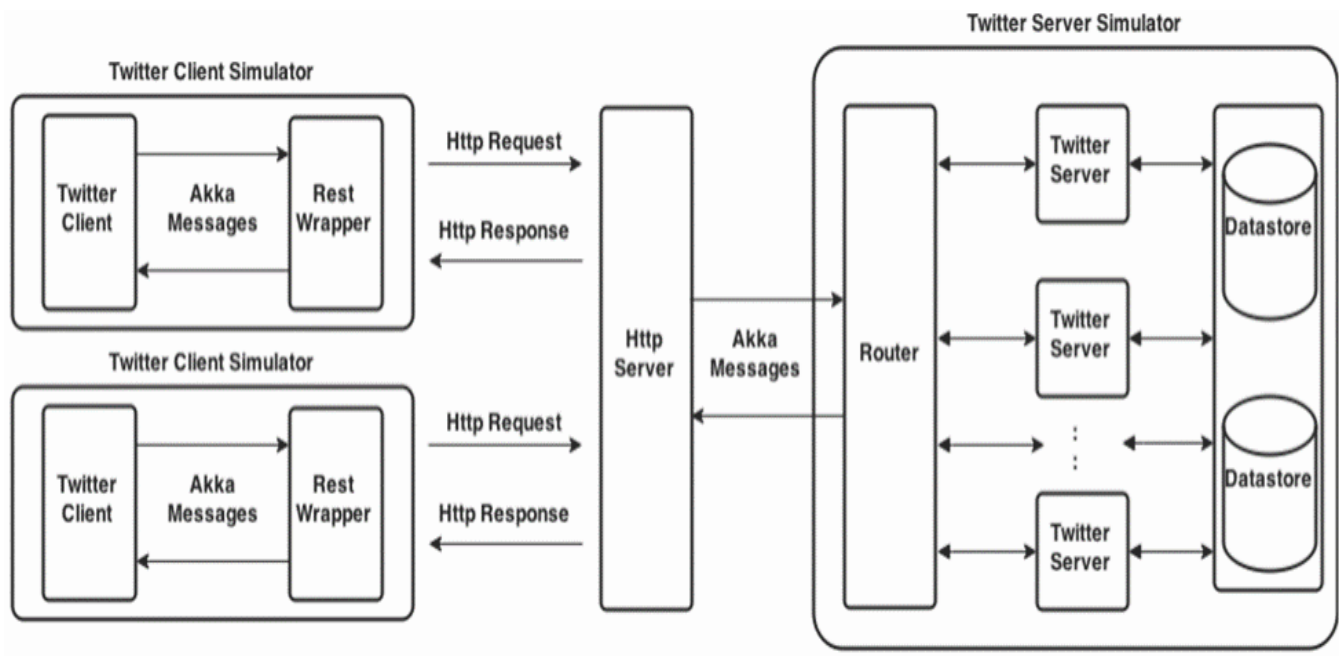 Twitter Server Simulator
Twitter Client Simulator
Twitter
Client
Akka
Messages
Rest
Wrapper
Http Request
Http Response
Twitter Client Simulator
Twitter
Client
Akka
Messages
Rest
Wrapper
Http Request
Http Response
Http
Server
Akka
Messages
Router
Twitter
Server
Twitter
Server
Twitter
Server
Datastore
Datastore